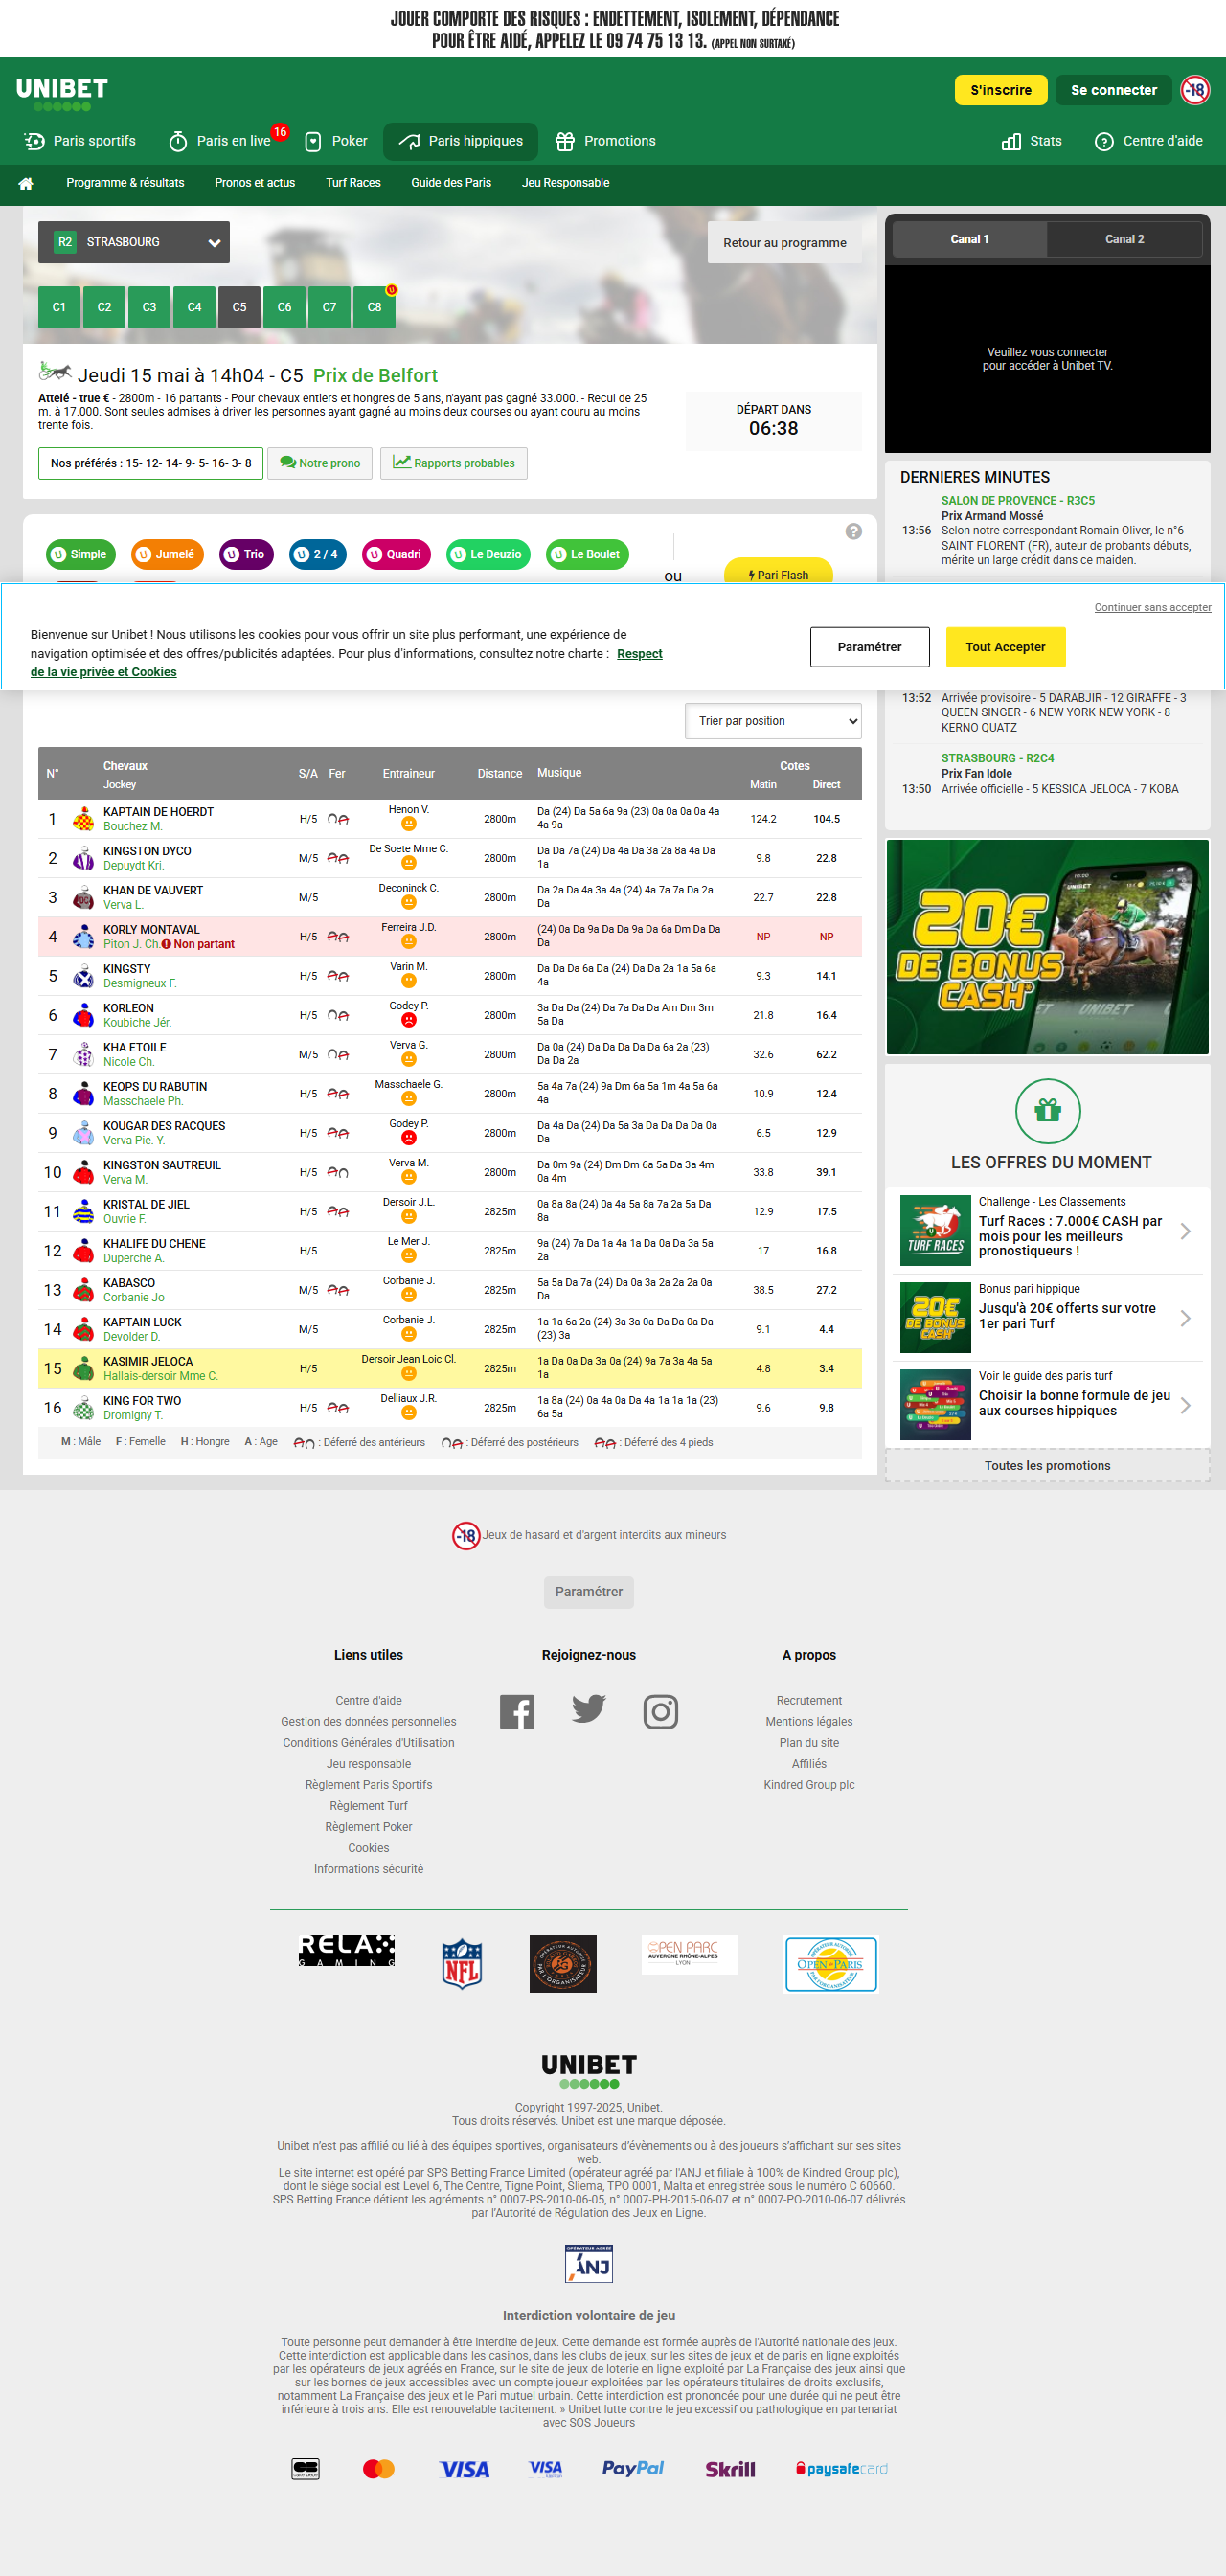 JOUER COMPORTE DES RISQUES : ENDETTEMENT, ISOLEMENT, DÉPENDANCE
POUR ÊTRE AIDÉ, APPELEZ LE 09 74 75 13 13. (APPEL NON SURTAXÉ)
UNIBET
S'inscrire
Se connecter
-18
Paris sportifs
Paris en live
16
Poker
Paris hippiques
Promotions
Stats
Centre d'aide
Programme & résultats
Pronos et actus
Turf Races
Guide des Paris
Jeu Responsable
R2 STRASBOURG
Retour au programme
C1 C2 C3 C4 C5 C6 C7 C8
Canal 1
Canal 2
Veuillez vous connecter
pour accéder à Unibet TV.
Jeudi 15 mai à 14h04 - C5 Prix de Belfort
Attelé - true € - 2800m - 16 partants - Pour chevaux entiers et hongres de 5 ans, n'ayant pas gagné 33.000. - Recul de 25
m. à 17.000. Sont seules admises à driver les personnes ayant gagné au moins deux courses ou ayant couru au moins
trente fois.
DÉPART DANS
06:38
Nos préférés : 15- 12- 14- 9- 5- 16- 3- 8
Notre prono
Rapports probables
DERNIERES MINUTES
SALON DE PROVENCE - R3C5
Prix Armand Mossé
13:56 Selon notre correspondant Romain Oliver, le n°6 -
SAINT FLORENT (FR), auteur de probants débuts,
mérite un large crédit dans ce maiden.
Simple
Jumelé
Trio
2 / 4
Quadri
Le Deuzio
Le Boulet
ou
Pari Flash
Continuer sans accepter
Bienvenue sur Unibet ! Nous utilisons les cookies pour vous offrir un site plus performant, une expérience de
navigation optimisée et des offres/publicités adaptées. Pour plus d'informations, consultez notre charte : Respect
de la vie privée et Cookies
Paramétrer
Tout Accepter
13:52 Arrivée provisoire - 5 DARABJIR - 12 GIRAFFE - 3
QUEEN SINGER - 6 NEW YORK NEW YORK - 8
KERNO QUATZ
STRASBOURG - R2C4
Prix Fan Idole
13:50 Arrivée officielle - 5 KESSICA JELOCA - 7 KOBA
Trier par position
N° Chevaux S/A Fer Entraineur Distance Musique Cotes
Jockey Matin Direct
1 KAPTAIN DE HOERDT H/5 Henon V. 2800m Da (24) Da 5a 6a 9a (23) 0a 0a 0a 0a 4a 124.2 104.5
Bouchez M. 4a 9a
2 KINGSTON DYCO M/5 De Soete Mme C. 2800m Da Da 7a (24) Da 4a Da 3a 2a 8a 4a Da 9.8 22.8
Depuydt Kri. 1a
3 KHAN DE VAUVERT M/5 Deconinck C. 2800m Da 2a Da 4a 3a 4a (24) 4a 7a 7a Da 2a 22.7 22.8
Verva L. Da
4 KORLY MONTAVAL H/5 Ferreira J.D. 2800m (24) 0a Da 9a Da Da 9a Da 6a Dm Da Da NP NP
Piton J. Ch. Non partant Da
5 KINGSTY H/5 Varin M. 2800m Da Da Da 6a Da (24) Da Da 2a 1a 5a 6a 9.3 14.1
Desmigneux F. 4a
6 KORLEON H/5 Godey P. 2800m 3a Da Da (24) Da 7a Da Da Am Dm 3m 21.8 16.4
Koubiche Jér. 5a Da
7 KHA ETOILE M/5 Verva G. 2800m Da 0a (24) Da Da Da Da Da 6a 2a (23) 32.6 62.2
Nicole Ch. Da Da 2a
8 KEOPS DU RABUTIN H/5 Masschaele G. 2800m 5a 4a 7a (24) 9a Dm 6a 5a 1m 4a 5a 6a 10.9 12.4
Masschaele Ph. 4a
9 KOUGAR DES RACQUES H/5 Godey P. 2800m Da 4a Da (24) Da 5a 3a Da Da Da Da 0a 6.5 12.9
Verva Pie. Y. Da
10 KINGSTON SAUTREUIL H/5 Verva M. 2800m Da 0m 9a (24) Dm Dm 6a 5a Da 3a 4m 33.8 39.1
Verva M. 0a 4m
11 KRISTAL DE JIEL H/5 Dersoir J.L. 2825m 0a 8a 8a (24) 0a 4a 5a 8a 7a 2a 5a Da 12.9 17.5
Ouvrie F. 8a
12 KHALIFE DU CHENE H/5 Le Mer J. 2825m 9a (24) 7a Da 1a 4a 1a Da 0a Da 3a 5a 17 16.8
Duperche A. 2a
13 KABASCO M/5 Corbanie J. 2825m 5a 5a Da 7a (24) Da 0a 3a 2a 2a 2a 0a 38.5 27.2
Corbanie Jo Da
14 KAPTAIN LUCK M/5 Corbanie J. 2825m 1a 1a 6a 2a (24) 3a 3a 0a Da Da 0a Da 9.1 4.4
Devolder D. (23) 3a
15 KASIMIR JELOCA H/5 Dersoir Jean Loic Cl. 2825m 1a Da 0a Da 3a 0a (24) 9a 7a 3a 4a 5a 4.8 3.4
Hallais-dersoir Mme C. 1a
16 KING FOR TWO H/5 Delliaux J.R. 2825m 1a 8a (24) 0a 4a 0a Da 4a 1a 1a 1a (23) 9.6 9.8
Dromigny T. 6a 5a
M : Mâle F : Femelle H : Hongre A : Age : Déferré des antérieurs : Déferré des postérieurs : Déferré des 4 pieds
20€
DE BONUS
CASH*
UNIBET
LES OFFRES DU MOMENT
TURF RACES
Challenge - Les Classements
Turf Races : 7.000€ CASH par
mois pour les meilleurs
pronostiqueurs !
20€
DE BONUS
CASH*
Bonus pari hippique
Jusqu'à 20€ offerts sur votre
1er pari Turf
Voir le guide des paris turf
Choisir la bonne formule de jeu
aux courses hippiques
Toutes les promotions
-18 Jeux de hasard et d'argent interdits aux mineurs
Paramétrer
Liens utiles
Centre d'aide
Gestion des données personnelles
Conditions Générales d'Utilisation
Jeu responsable
Règlement Paris Sportifs
Règlement Turf
Règlement Poker
Cookies
Informations sécurité
Rejoignez-nous
A propos
Recrutement
Mentions légales
Plan du site
Affiliés
Kindred Group plc
RELAX
GAMING
NFL
OPEN PARC
AUVERGNE RHÔNE-ALPES
LYON
OPEN-PARIS
UNIBET
Copyright 1997-2025, Unibet.
Tous droits réservés. Unibet est une marque déposée.
Unibet n'est pas affilié ou lié à des équipes sportives, organisateurs d'évènements ou à des joueurs s'affichant sur ses sites
web.
Le site internet est opéré par SPS Betting France Limited (opérateur agréé par l'ANJ et filiale à 100% de Kindred Group plc),
dont le siège social est Level 6, The Centre, Tigne Point, Sliema, TPO 0001, Malta et enregistrée sous le numéro C 60660.
SPS Betting France détient les agréments n° 0007-PS-2010-06-05, n° 0007-PH-2015-06-07 et n° 0007-PO-2010-06-07 délivrés
par l'Autorité de Régulation des Jeux en Ligne.
OPÉRATEUR AGRÉÉ
ANJ
Interdiction volontaire de jeu
Toute personne peut demander à être interdite de jeux. Cette demande est formée auprès de l'Autorité nationale des jeux.
Cette interdiction est applicable dans les casinos, dans les clubs de jeux, sur les sites de jeux et de paris en ligne exploités
par les opérateurs de jeux agréés en France, sur le site de jeux de loterie en ligne exploité par La Française des jeux ainsi que
sur les bornes de jeux accessibles avec un compte joueur exploitées par les opérateurs titulaires de droits exclusifs,
notamment La Française des jeux et le Pari mutuel urbain. Cette interdiction est prononcée pour une durée qui ne peut être
inférieure à trois ans. Elle est renouvelable tacitement. » Unibet lutte contre le jeu excessif ou pathologique en partenariat
avec SOS Joueurs
CB
VISA
VISA
PayPal
Skrill
paysafecard